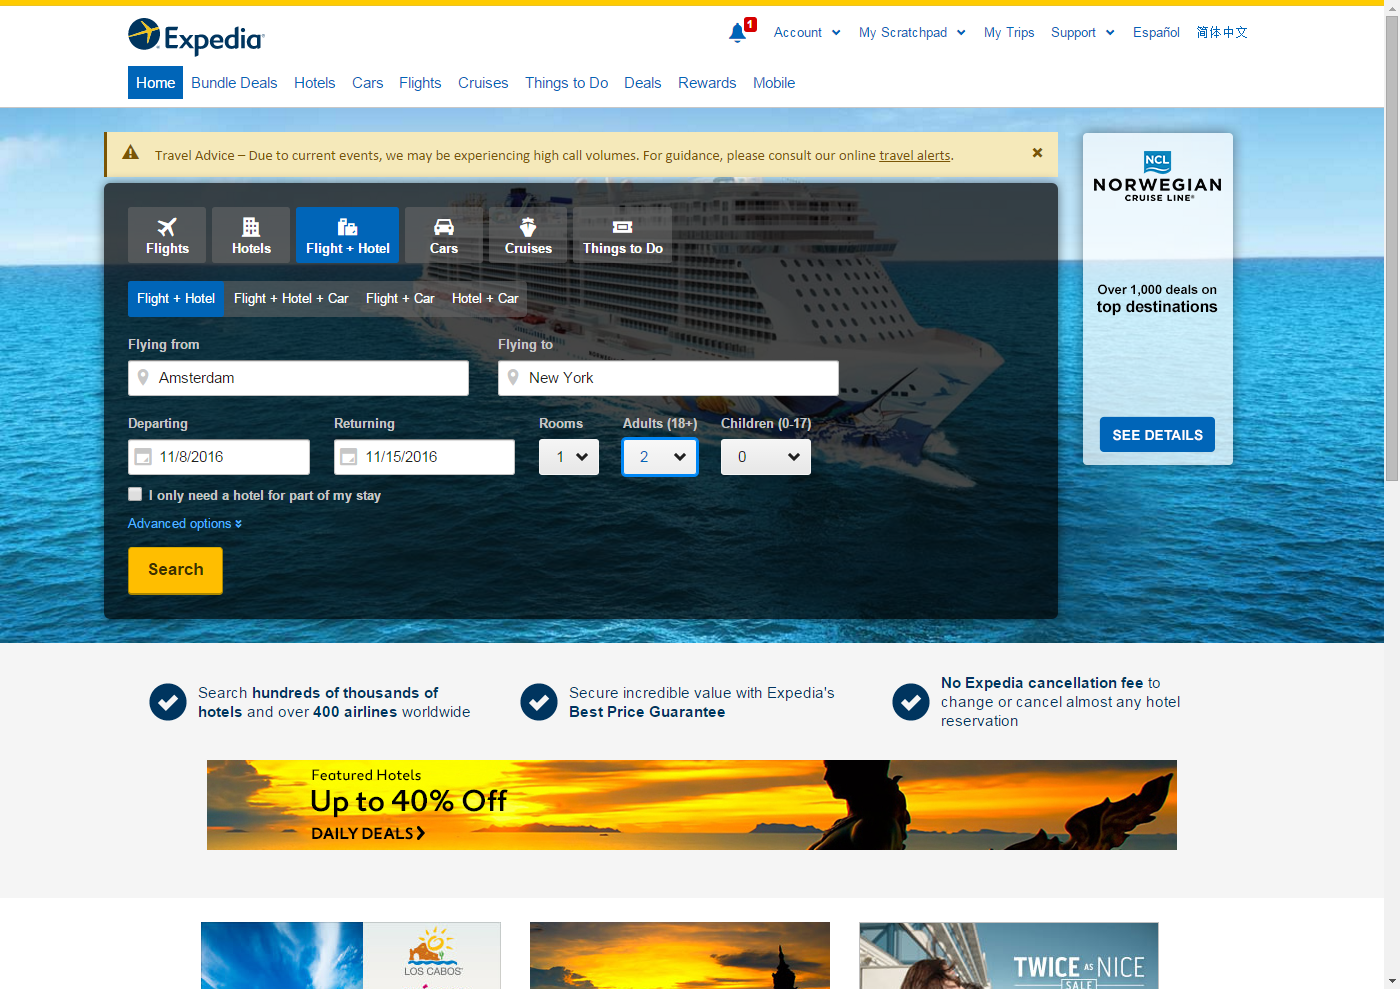 Expedia
1
Account
My Scratchpad
My Trips
Support
Español
简体中文
Home
Bundle Deals
Hotels
Cars
Flights
Cruises
Things to Do
Deals
Rewards
Mobile
Travel Advice – Due to current events, we may be experiencing high call volumes. For guidance, please consult our online travel alerts.
Flights
Hotels
Flight + Hotel
Cars
Cruises
Things to Do
Flight + Hotel
Flight + Hotel + Car
Flight + Car
Hotel + Car
Flying from
Flying to
Amsterdam
New York
Departing
Returning
Rooms
Adults (18+)
Children (0-17)
11/8/2016
11/15/2016
1
2
0
I only need a hotel for part of my stay
Advanced options
Search
NCL
NORWEGIAN
CRUISE LINE®
Over 1,000 deals on
top destinations
SEE DETAILS
Search hundreds of thousands of
hotels and over 400 airlines worldwide
Secure incredible value with Expedia's
Best Price Guarantee
No Expedia cancellation fee to
change or cancel almost any hotel
reservation
Featured Hotels
Up to 40% Off
DAILY DEALS
LOS CABOS
TWICE AS NICE
SALE